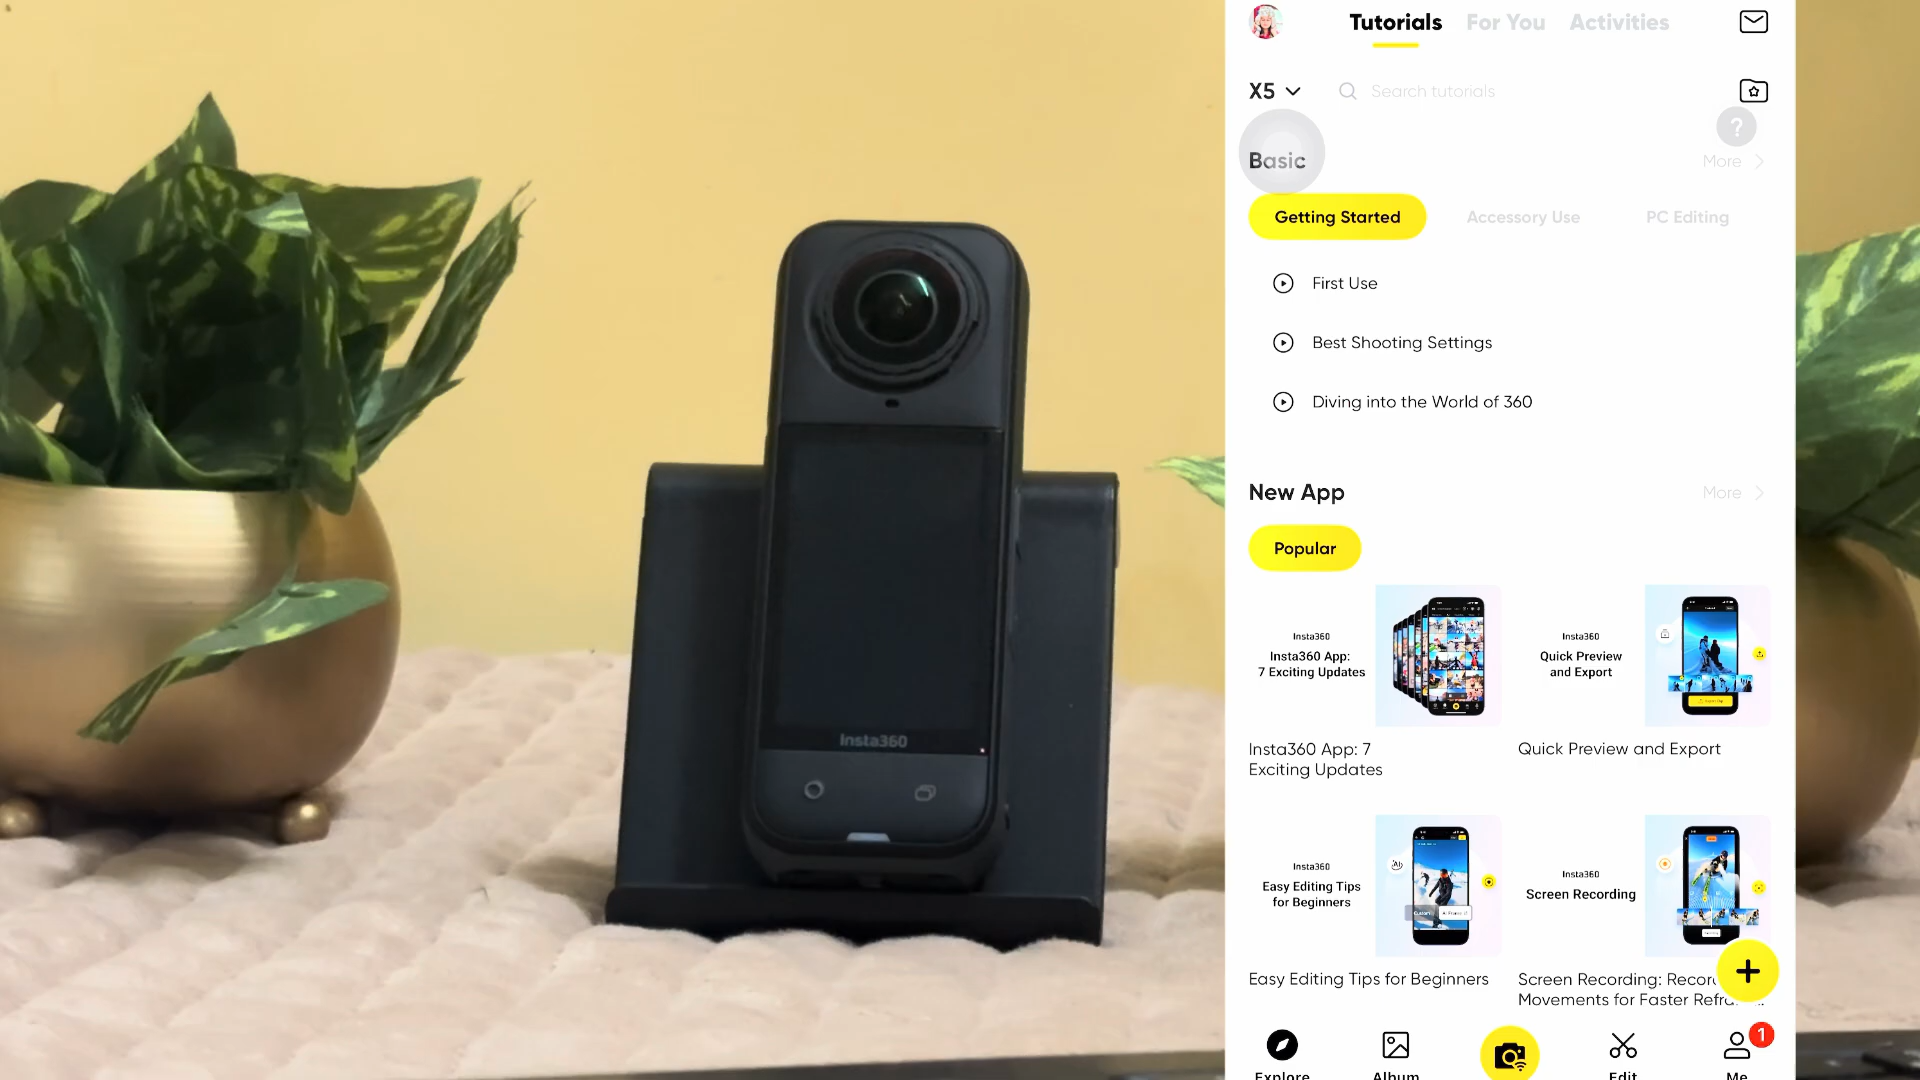 Tutorials For You Activities
X5 Search tutorials
?
Basic More
Getting Started Accessory Use PC Editing
First Use
Best Shooting Settings
Diving into the World of 360
New App More
Popular
Insta360
Insta360 App:
7 Exciting Updates
Insta360
Quick Preview
and Export
Insta360 App: 7
Exciting Updates
Quick Preview and Export
Insta360
Easy Editing Tips
for Beginners
Insta360
Screen Recording
Easy Editing Tips for Beginners
Screen Recording: Recor
Movements for Faster Refra...
Explore Album Edit Me
1
Insta360